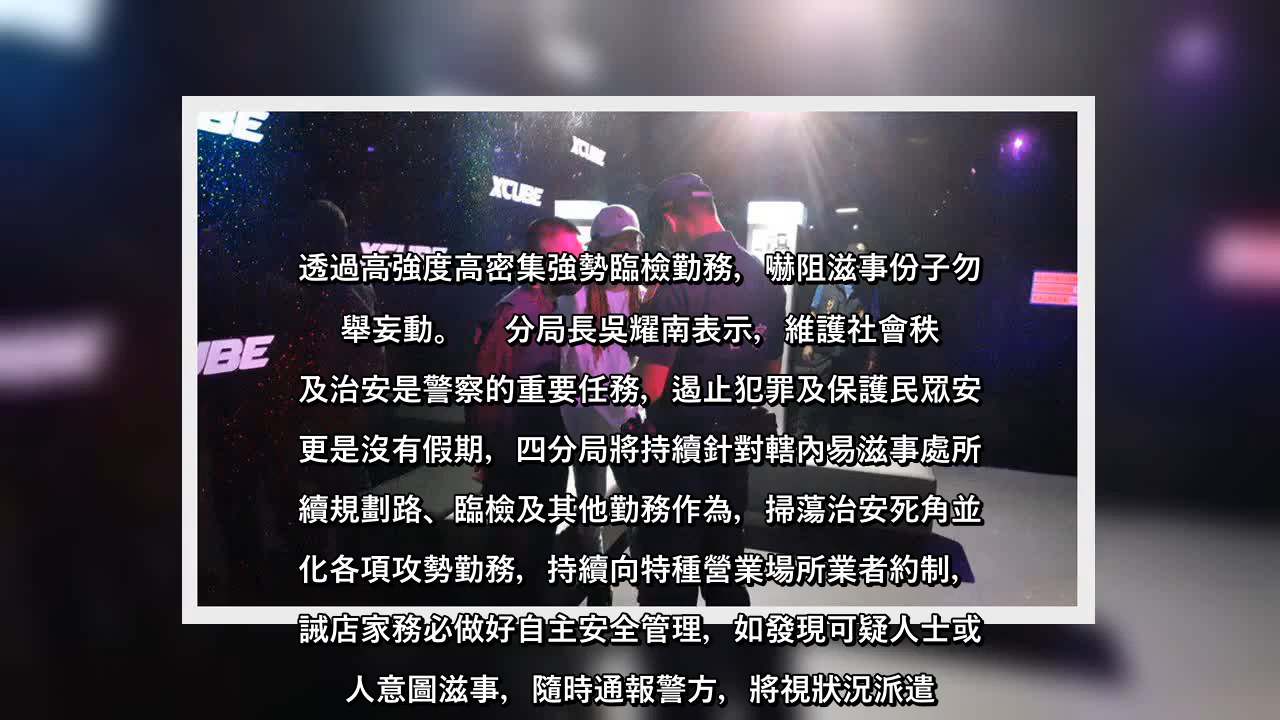 BE
XCUBE
XCUBE
XCUBE
UBE
透過高強度高密集強勢臨檢勤務，嚇阻滋事份子勿
舉妄動。　分局長吳耀南表示，維護社會秩
及治安是警察的重要任務，遏止犯罪及保護民眾安
更是沒有假期，四分局將持續針對轄內易滋事處所
續規劃路、臨檢及其他勤務作為，掃蕩治安死角並
化各項攻勢勤務，持續向特種營業場所業者約制，
誡店家務必做好自主安全管理，如發現可疑人士或
人意圖滋事，隨時通報警方，將視狀況派遣